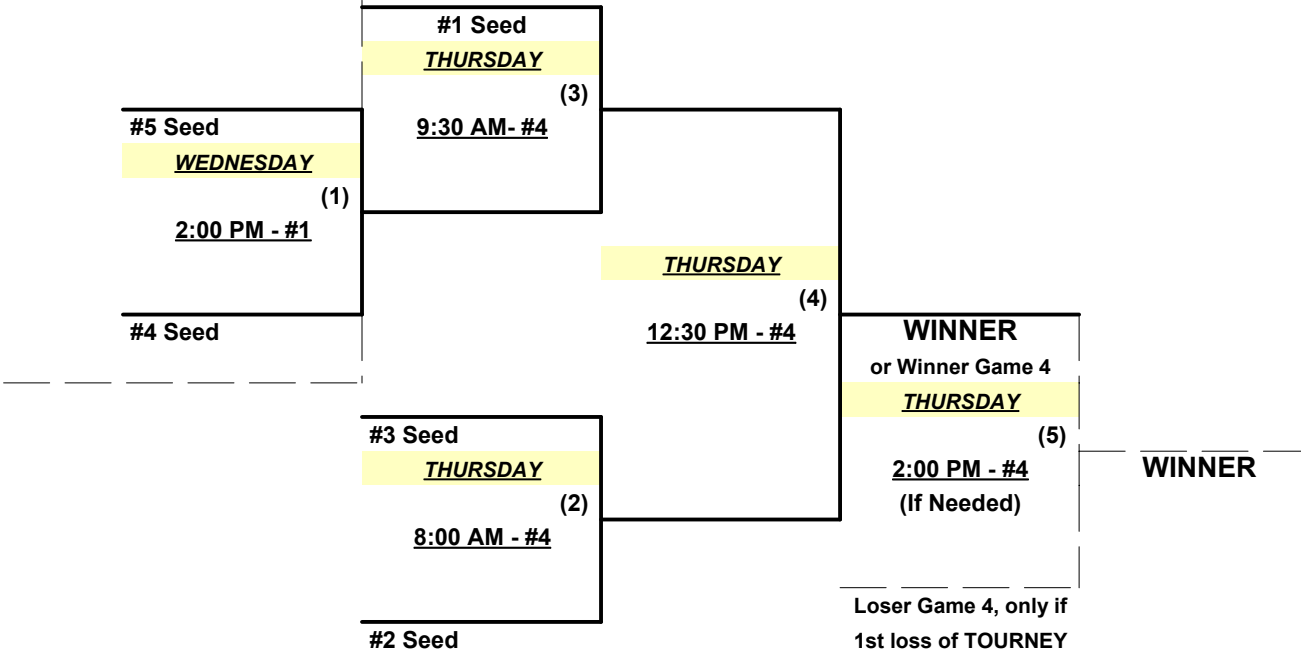 #1 Seed
THURSDAY
(3)
9:30 AM- #4
#5 Seed
WEDNESDAY
(1)
2:00 PM - #1
#4 Seed
THURSDAY
(4)
12:30 PM - #4
WINNER
or Winner Game 4
THURSDAY
(5)
2:00 PM - #4
(If Needed)
WINNER
#3 Seed
THURSDAY
(2)
8:00 AM - #4
#2 Seed
Loser Game 4, only if
1st loss of TOURNEY